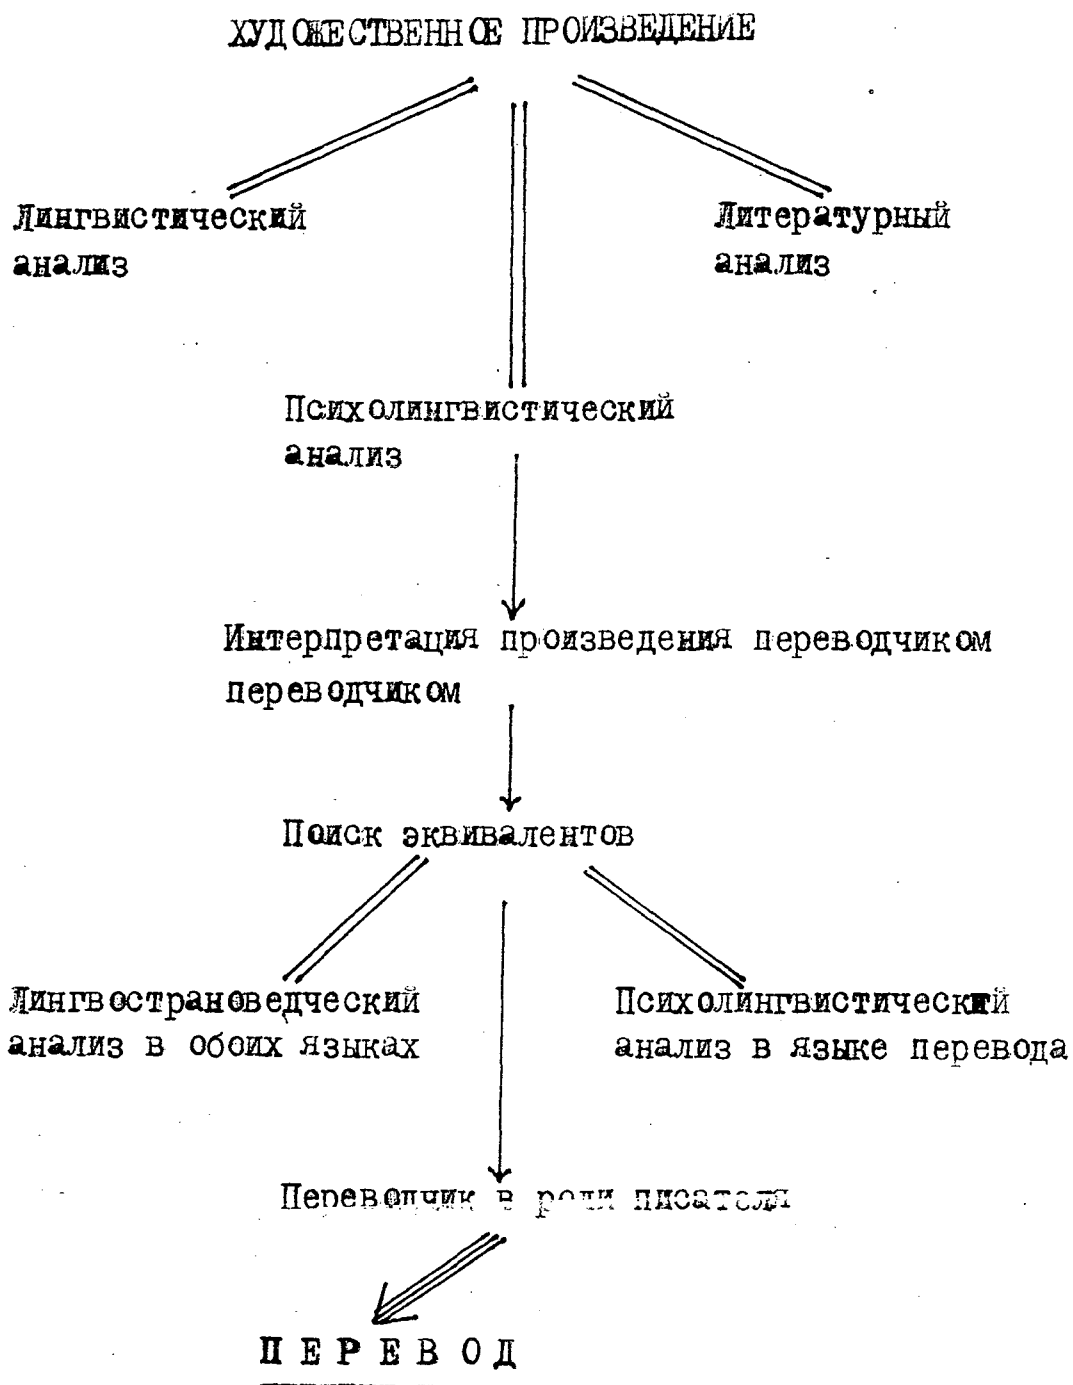 ХУДОЖЕСТВЕННОЕ ПРОИЗВЕДЕНИЕ
Лингвистический
анализ
Литературный
анализ
Психолингвистический
анализ
Интерпретация произведения переводчиком
переводчиком
Поиск эквивалентов
Лингвострановедческий
анализ в обоих языках
Психолингвистический
анализ в языке перевода
Переводчик в роли писателя
П Е Р Е В О Д